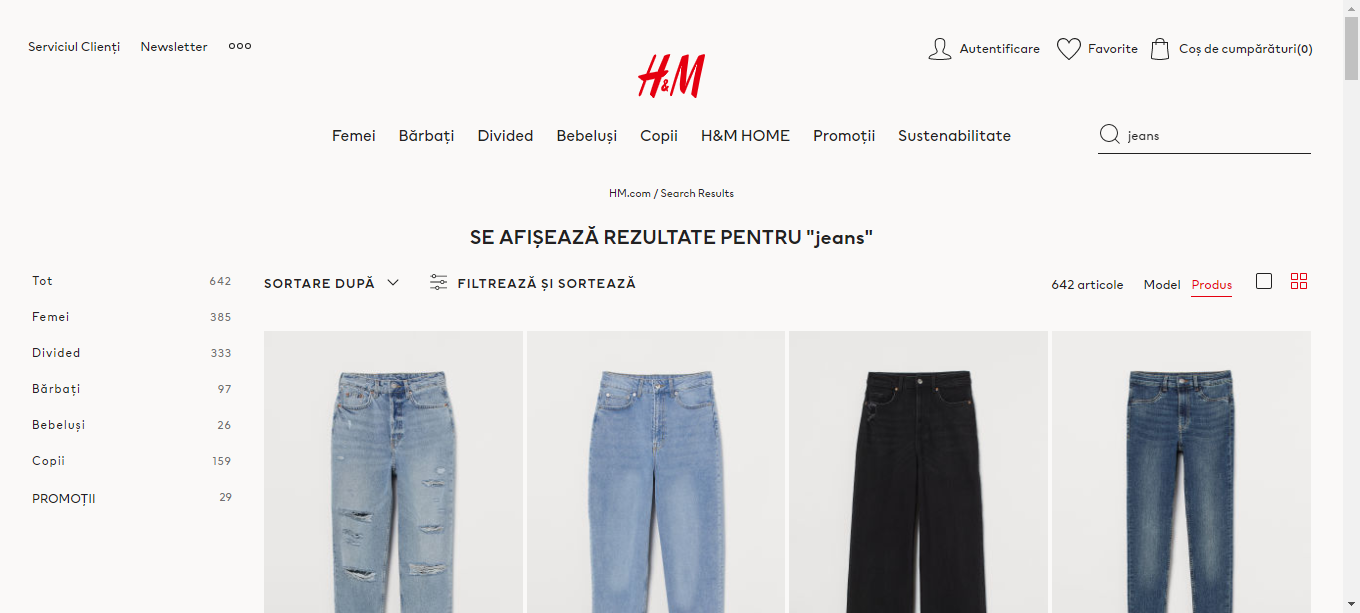 Serviciul Clienți Newsletter
Autentificare Favorite Coș de cumpărături(0)
H&M
Femei Bărbați Divided Bebeluși Copii H&M HOME Promoții Sustenabilitate
jeans
HM.com / Search Results
SE AFIȘEAZĂ REZULTATE PENTRU "jeans"
Tot 642
Femei 385
Divided 333
Bărbați 97
Bebeluși 26
Copii 159
PROMOȚII 29
SORTARE DUPĂ FILTREAZĂ ȘI SORTEAZĂ
642 articole Model Produs